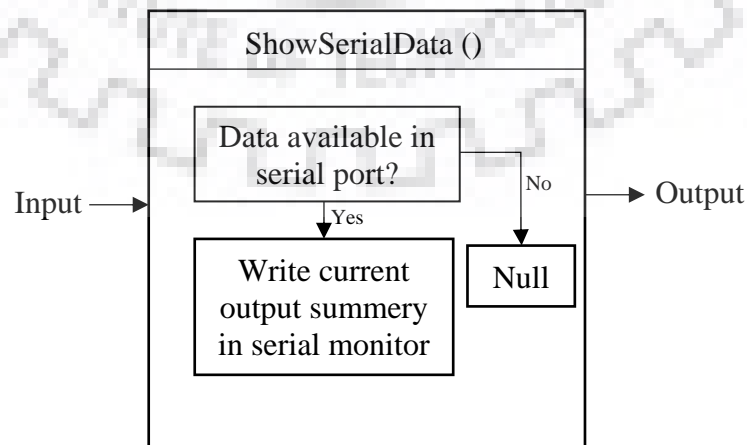 ShowSerialData ()
Data available in
serial port?
No
Input
Output
Yes
Write current
output summery
in serial monitor
Null